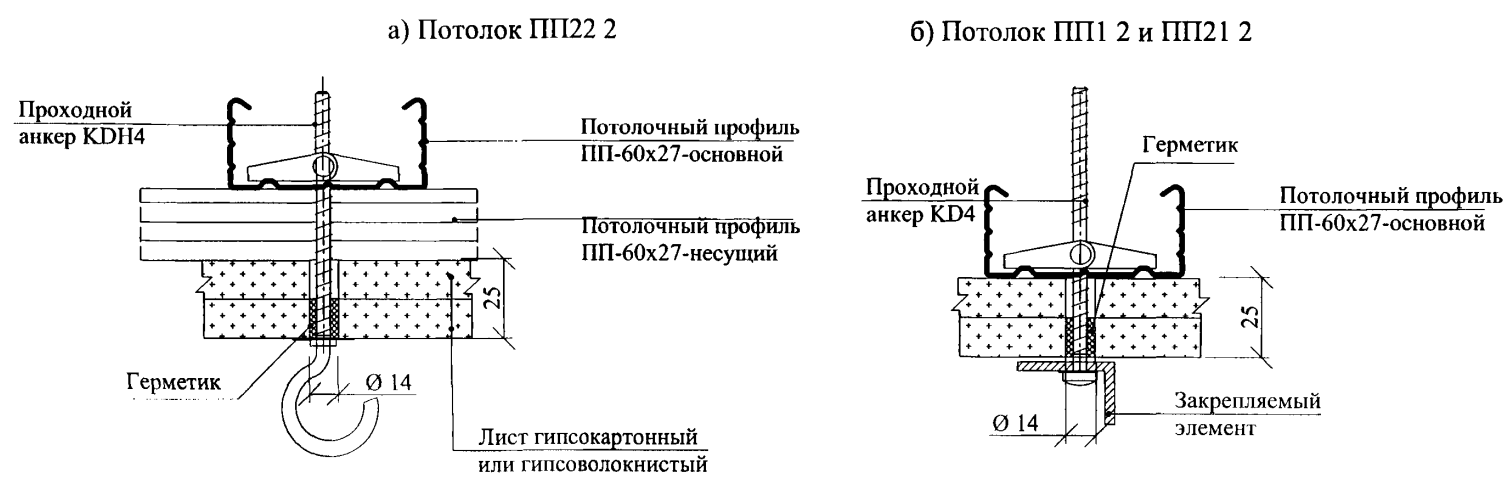 а) Потолок ПП22 2
Проходной
анкер KDH4
Потолочный профиль
ПП-60х27-основной
Потолочный профиль
ПП-60х27-несущий
25
Герметик
Ø 14
Лист гипсокартонный
или гипсоволокнистый
б) Потолок ПП1 2 и ПП21 2
Герметик
Проходной
анкер KD4
Потолочный профиль
ПП-60х27-основной
25
Ø 14
Закрепляемый
элемент